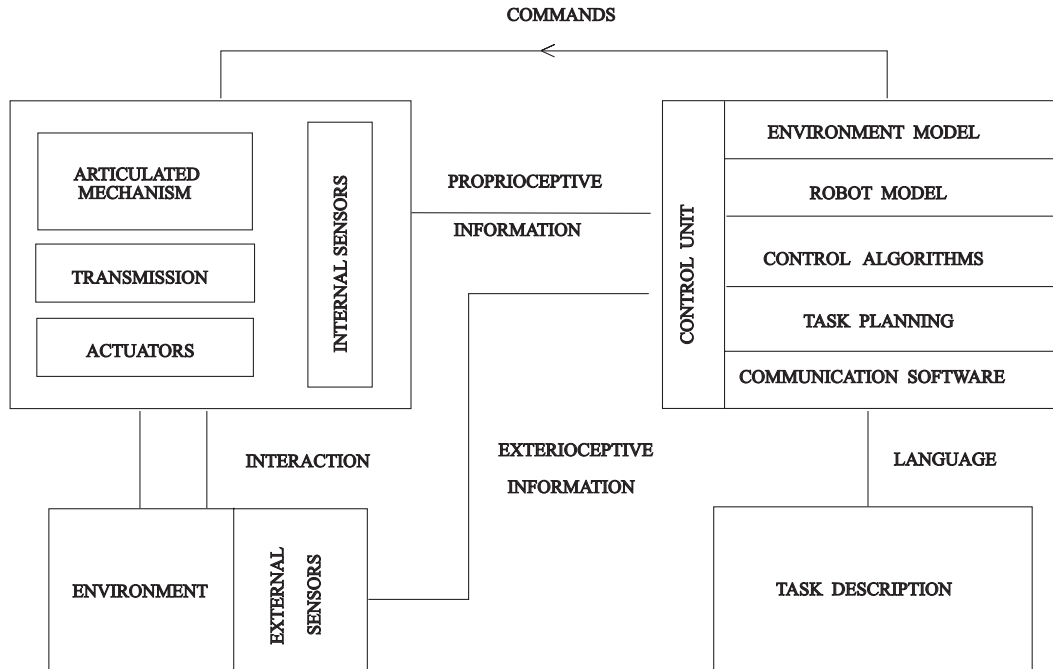 COMMANDS
ARTICULATED
MECHANISM
TRANSMISSION
ACTUATORS
INTERNAL SENSORS
PROPRIOCEPTIVE
INFORMATION
CONTROL UNIT
ENVIRONMENT MODEL
ROBOT MODEL
CONTROL ALGORITHMS
TASK PLANNING
COMMUNICATION SOFTWARE
INTERACTION
EXTERIOCEPTIVE
INFORMATION
LANGUAGE
ENVIRONMENT
EXTERNAL
SENSORS
TASK DESCRIPTION